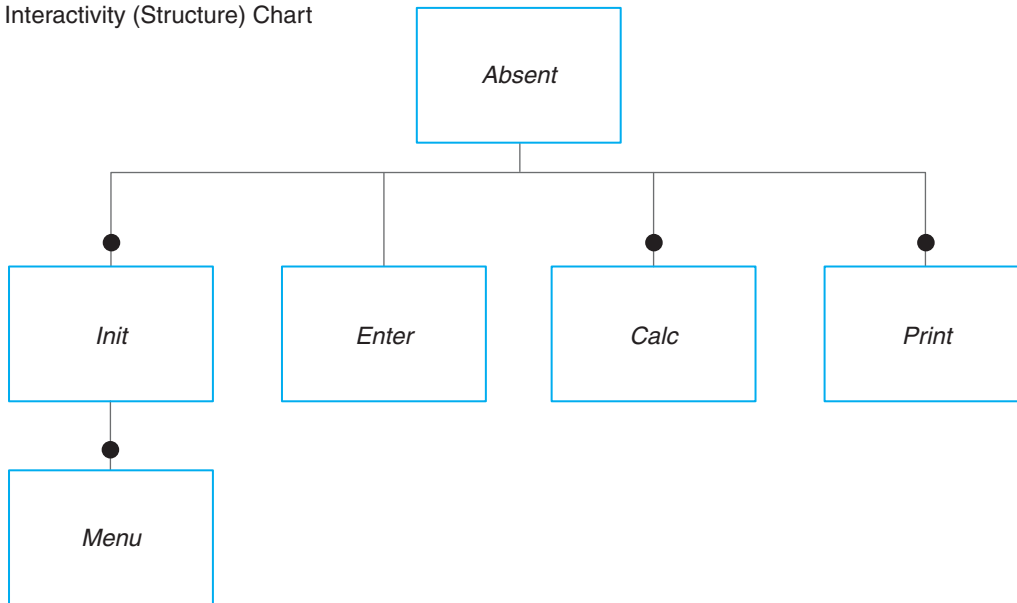 Interactivity (Structure) Chart
Absent
Init
Enter
Calc
Print
Menu